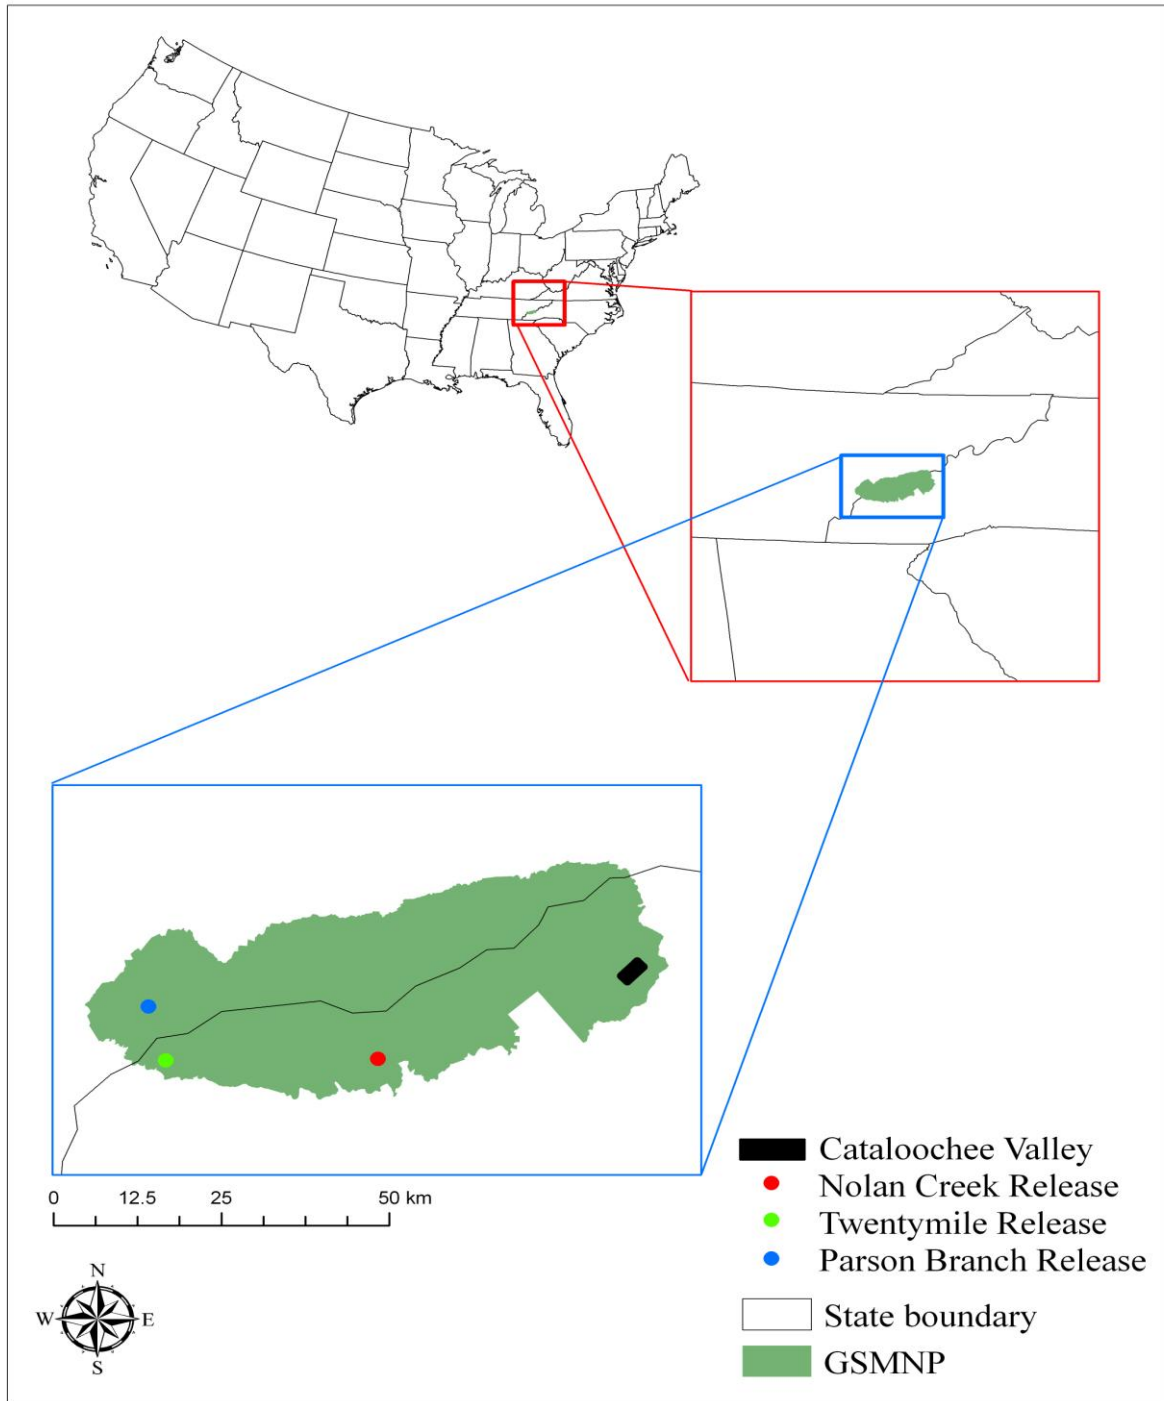 0 12.5 25 50 km
N
W E
S
Cataloochee Valley
Nolan Creek Release
Twentymile Release
Parson Branch Release
State boundary
GSMNP